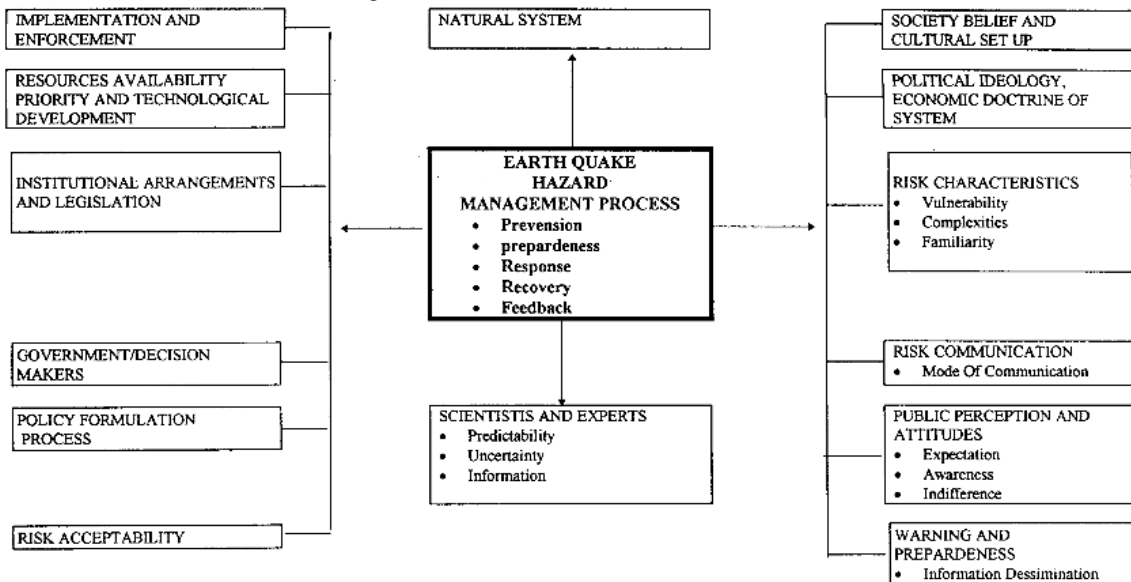 IMPLEMENTATION AND
ENFORCEMENT
RESOURCES AVAILABILITY
PRIORITY AND TECHNOLOGICAL
DEVELOPMENT
INSTITUTIONAL ARRANGEMENTS
AND LEGISLATION
GOVERNMENT/DECISION
MAKERS
POLICY FORMULATION
PROCESS
RISK ACCEPTABILITY
NATURAL SYSTEM
EARTH QUAKE
HAZARD
MANAGEMENT PROCESS
• Prevension
• prepardeness
• Response
• Recovery
• Feedback
SCIENTISTIS AND EXPERTS
• Predictability
• Uncertainty
• Information
SOCIETY BELIEF AND
CULTURAL SET UP
POLITICAL IDEOLOGY,
ECONOMIC DOCTRINE OF
SYSTEM
RISK CHARACTERISTICS
• Vulnerability
• Complexities
• Familiarity
RISK COMMUNICATION
• Mode Of Communication
PUBLIC PERCEPTION AND
ATTITUDES
• Expectation
• Awareness
• Indifference
WARNING AND
PREPARDENESS
• Information Dessimination